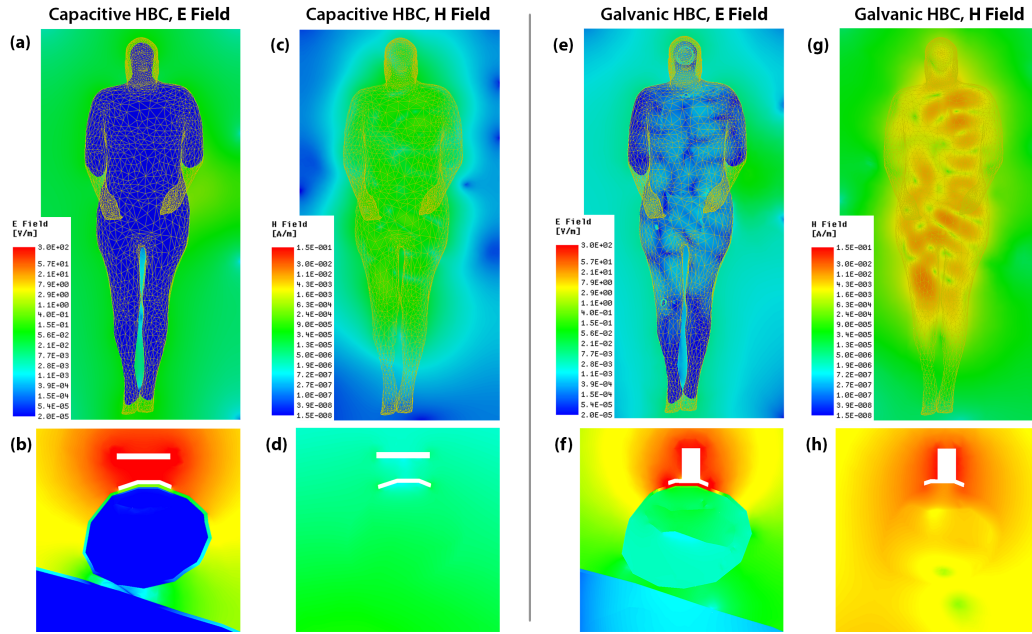 Capacitive HBC, E Field
Capacitive HBC, H Field
Galvanic HBC, E Field
Galvanic HBC, H Field
(a)
(c)
(e)
(g)
E Field
[V/m]
3.0E+02
5.7E+01
2.1E+01
2.9E+00
1.1E+00
4.0E-01
1.5E-01
5.6E-02
2.1E-02
7.7E-03
2.8E-03
1.1E-03
3.9E-04
1.5E-04
5.4E-05
2.0E-05
H Field
[A/m]
1.5E-001
3.0E-002
1.1E-002
4.3E-003
1.6E-003
6.3E-004
2.4E-004
9.0E-005
3.4E-005
1.3E-005
5.0E-006
1.9E-006
7.2E-007
2.7E-007
1.0E-007
3.9E-008
1.5E-008
E Field
[V/m]
3.0E+02
5.7E+01
2.1E+01
2.9E+00
1.1E+00
4.0E-01
1.5E-01
5.6E-02
2.1E-02
7.7E-03
2.8E-03
1.1E-03
3.9E-04
1.5E-04
5.4E-05
2.0E-05
H Field
[A/m]
1.5E-001
3.0E-002
1.1E-002
4.3E-003
1.6E-003
6.3E-004
2.4E-004
9.0E-005
3.4E-005
1.3E-005
5.0E-006
1.9E-006
7.2E-007
2.7E-007
1.0E-007
3.9E-008
1.5E-008
(b)
(d)
(f)
(h)